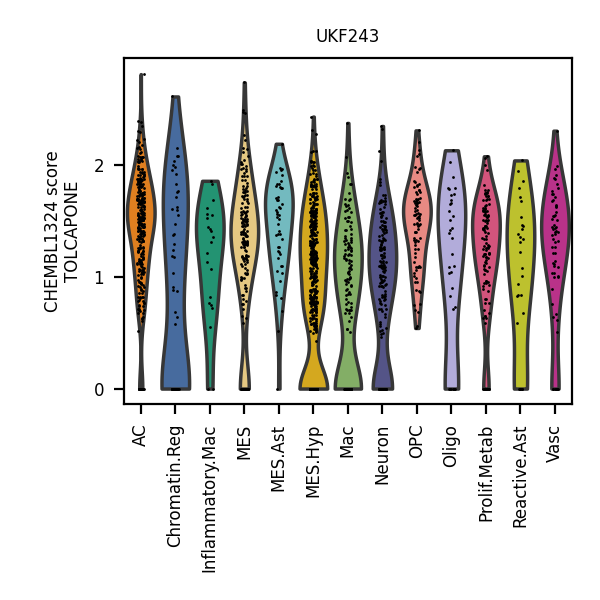 UKF243
CHEMBL1324 score
TOLCAPONE
2
1
0
AC
Chromatin.Reg
Inflammatory.Mac
MES
MES.Ast
MES.Hyp
Mac
Neuron
OPC
Oligo
Prolif.Metab
Reactive.Ast
Vasc